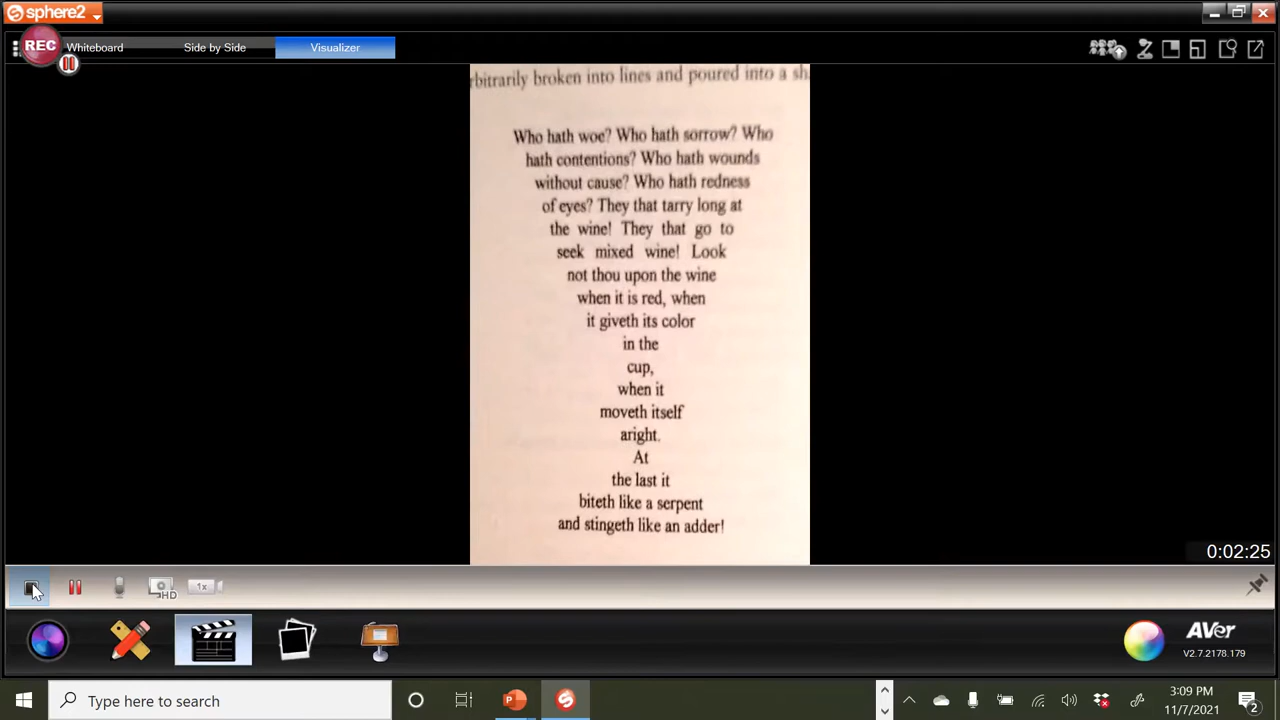 sphere2
REC
Whiteboard
Side by Side
Visualizer
arbitrarily broken into lines and poured into a sh
Who hath woe? Who hath sorrow? Who
hath contentions? Who hath wounds
without cause? Who hath redness
of eyes? They that tarry long at
the wine! They that go to
seek mixed wine! Look
not thou upon the wine
when it is red, when
it giveth its color
in the
cup,
when it
moveth itself
aright.
At
the last it
biteth like a serpent
and stingeth like an adder!
0:02:25
HD
1x
AVer
V2.7.2178.179
Type here to search
3:09 PM
11/7/2021
2